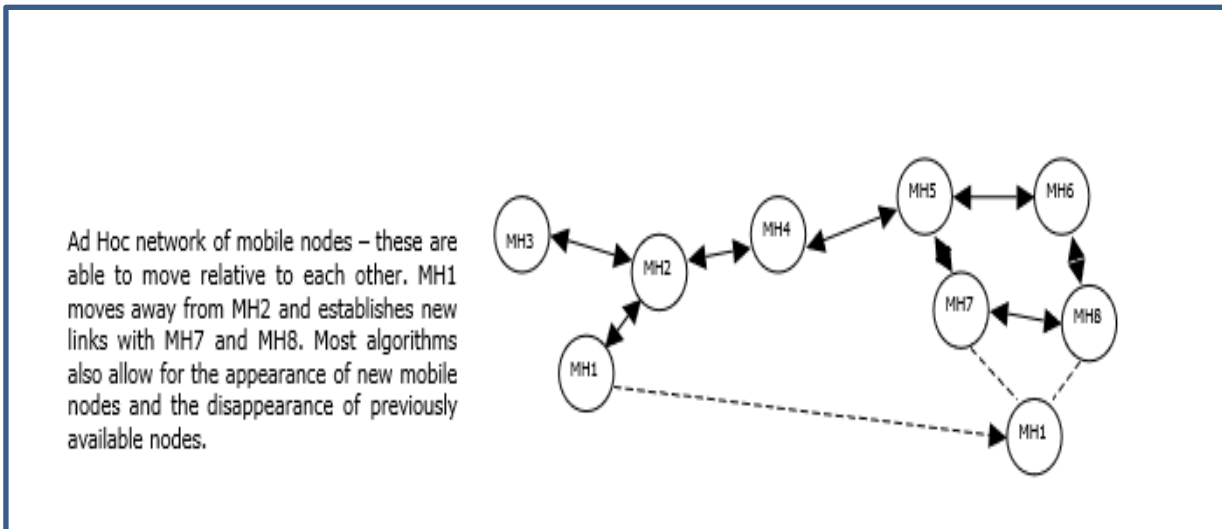 Ad Hoc network of mobile nodes – these are
able to move relative to each other. MH1
moves away from MH2 and establishes new
links with MH7 and MH8. Most algorithms
also allow for the appearance of new mobile
nodes and the disappearance of previously
available nodes.
MH3
MH2
MH4
MH5
MH6
MH7
MH8
MH1
MH1